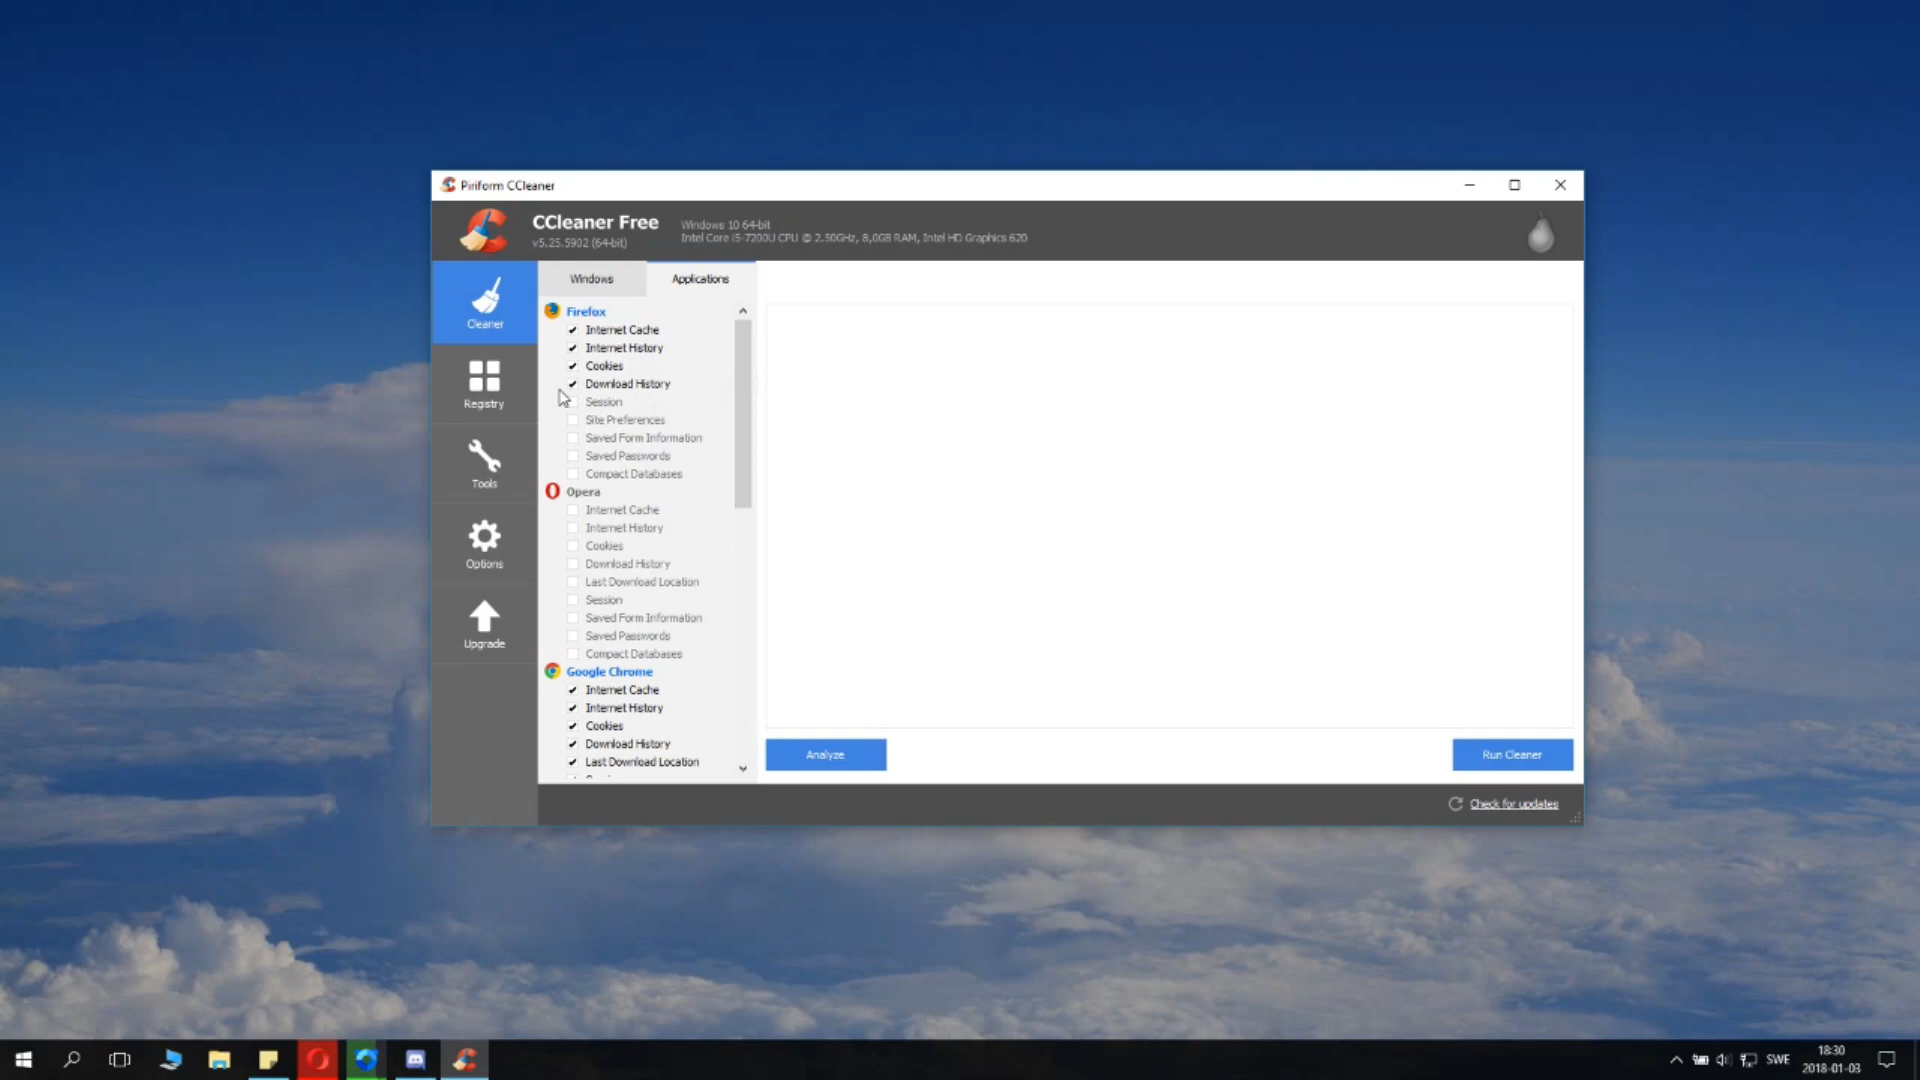 Piriform CCleaner
CCleaner Free
v5.25.5902 (64-bit)
Windows 10 64-bit
Intel Core i5-7200U CPU @ 2.50GHz, 8,0GB RAM, Intel HD Graphics 620
Cleaner
Registry
Tools
Options
Upgrade
Windows
Applications
Firefox
Internet Cache
Internet History
Cookies
Download History
Session
Site Preferences
Saved Form Information
Saved Passwords
Compact Databases
Opera
Internet Cache
Internet History
Cookies
Download History
Last Download Location
Session
Saved Form Information
Saved Passwords
Compact Databases
Google Chrome
Internet Cache
Internet History
Cookies
Download History
Last Download Location
Analyze
Run Cleaner
Check for updates
SWE
18:30
2018-01-03